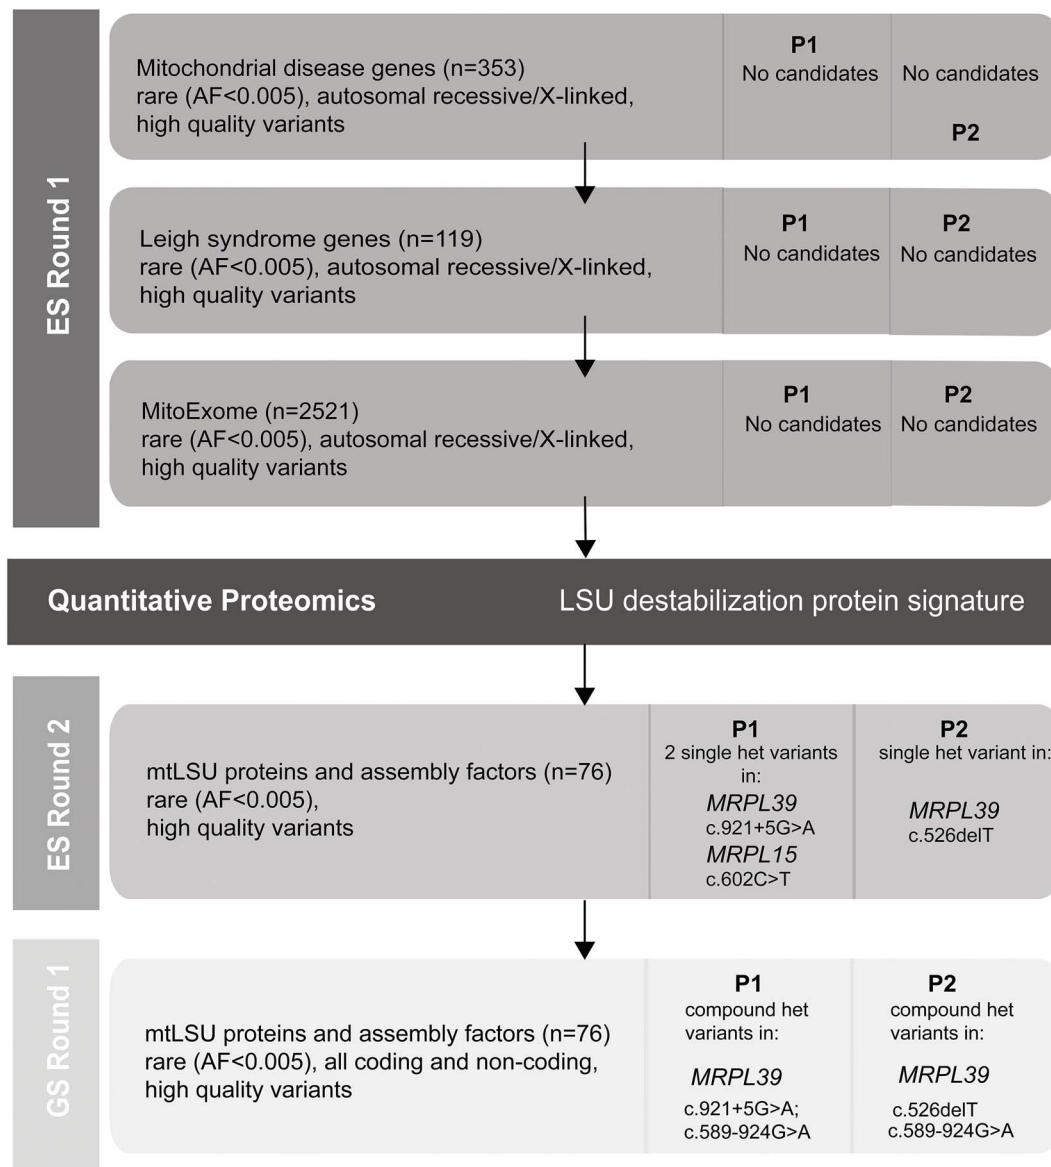 ES Round 1
Mitochondrial disease genes (n=353)
rare (AF<0.005), autosomal recessive/X-linked,
high quality variants
P1
No candidates
No candidates
P2
Leigh syndrome genes (n=119)
rare (AF<0.005), autosomal recessive/X-linked,
high quality variants
P1
No candidates
P2
No candidates
MitoExome (n=2521)
rare (AF<0.005), autosomal recessive/X-linked,
high quality variants
P1
No candidates
P2
No candidates
Quantitative Proteomics
LSU destabilization protein signature
ES Round 2
mtLSU proteins and assembly factors (n=76)
rare (AF<0.005),
high quality variants
P1
2 single het variants
in:
MRPL39
c.921+5G>A
MRPL15
c.602C>T
P2
single het variant in:
MRPL39
c.526delT
GS Round 1
mtLSU proteins and assembly factors (n=76)
rare (AF<0.005), all coding and non-coding,
high quality variants
P1
compound het
variants in:
MRPL39
c.921+5G>A;
c.589-924G>A
P2
compound het
variants in:
MRPL39
c.526delT
c.589-924G>A